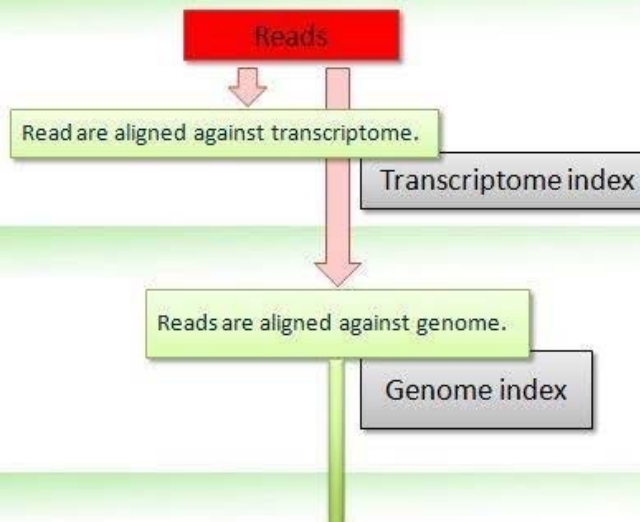 Reads
Read are aligned against transcriptome.
Transcriptome index
Reads are aligned against genome.
Genome index